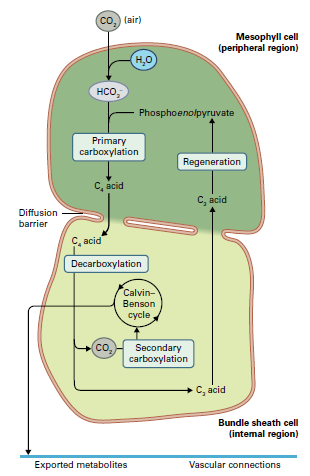 CO2 (air)
Mesophyll cell
(peripheral region)
H2O
HCO3−
Phosphoenolpyruvate
Primary
carboxylation
Regeneration
C4 acid
C3 acid
Diffusion
barrier
C4 acid
Decarboxylation
Calvin–
Benson
cycle
CO2
Secondary
carboxylation
C3 acid
Bundle sheath cell
(internal region)
Exported metabolites
Vascular connections